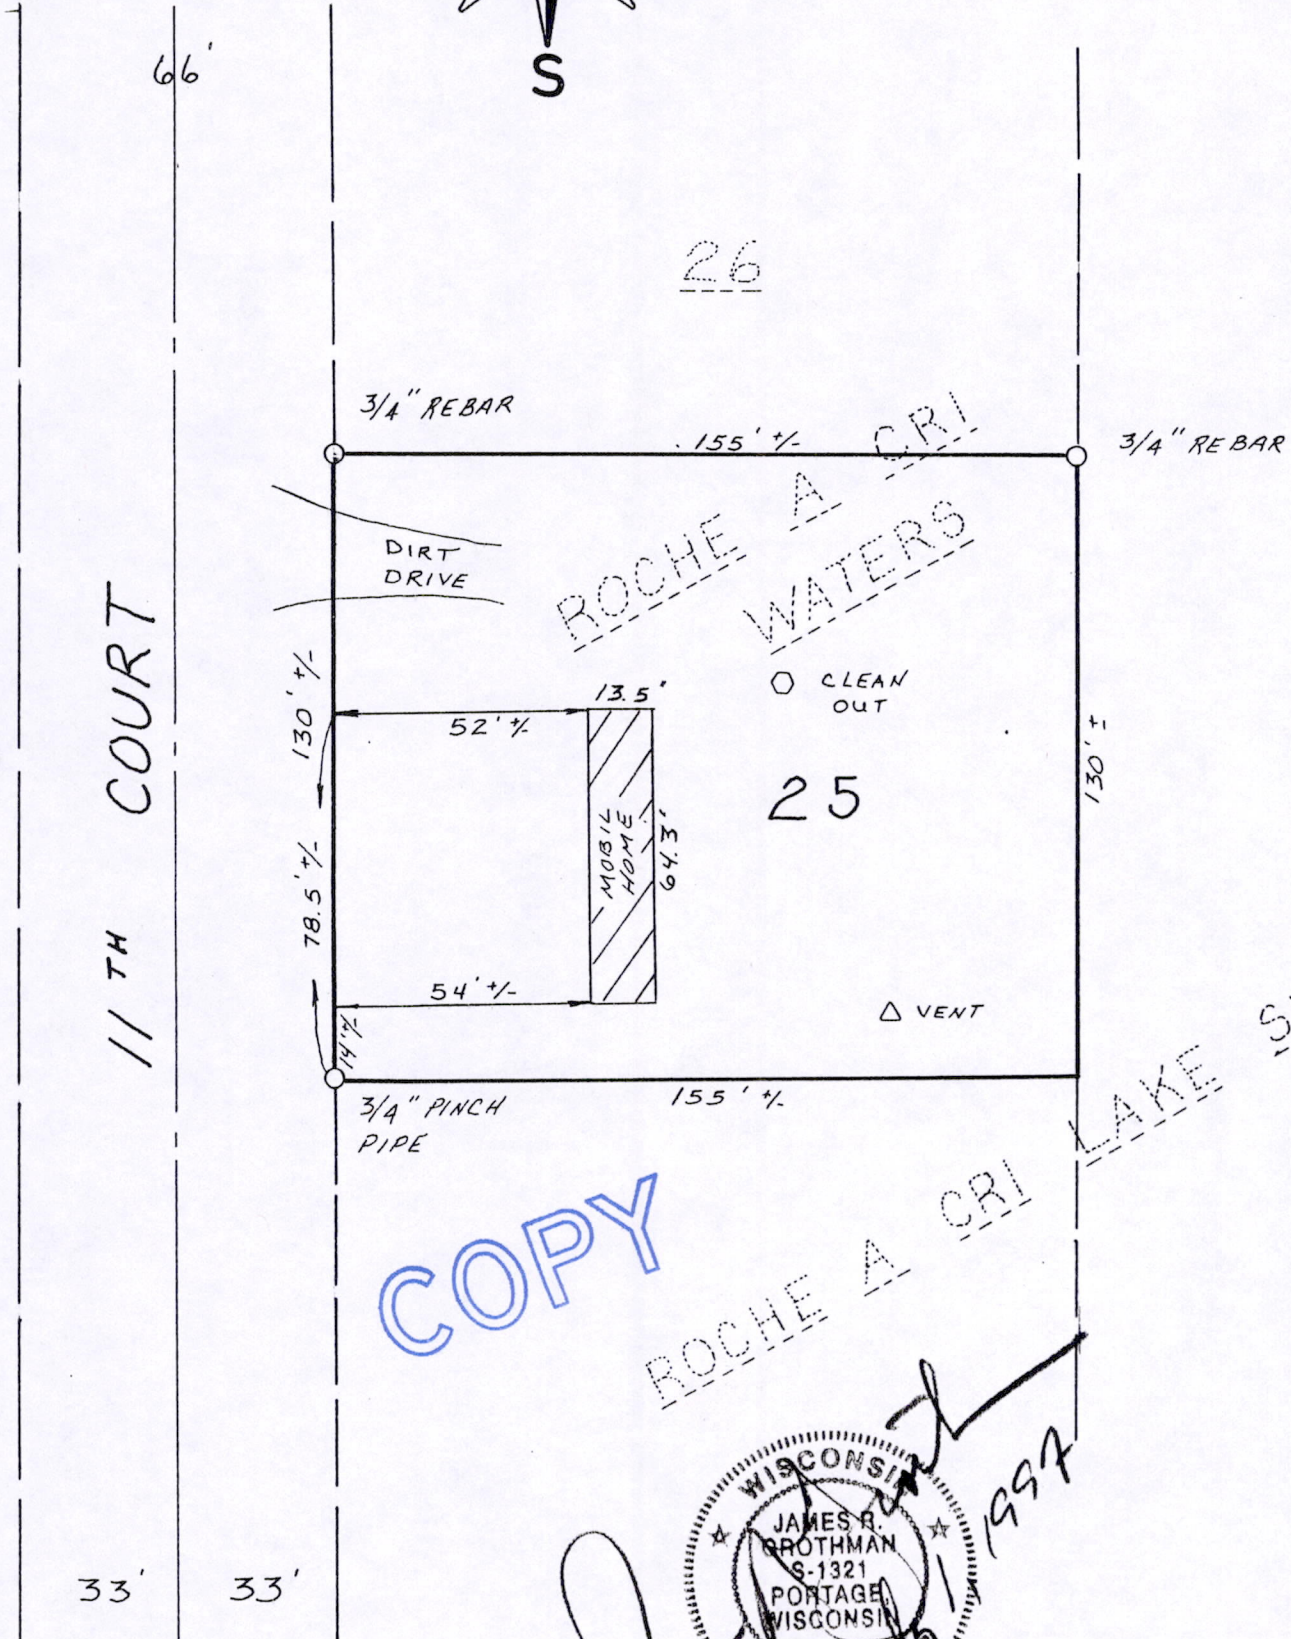 66'
S
26
3/4" REBAR
155' +/-
3/4" REBAR
DIRT
DRIVE
ROCHE A CRI
WATERS
130' +/-
13.5'
52' +/-
CLEAN
OUT
25
130' ±
MOBIL
HOME
64.3'
78.5' +/-
11 TH COURT
54' +/-
14' +/-
VENT
3/4" PINCH
PIPE
155' +/-
ROCHE A CRI LAKE
COPY
WISCONSIN
JAMES R.
GROTHMAN
S-1321
PORTAGE,
WISCONSIN
1997
33'
33'